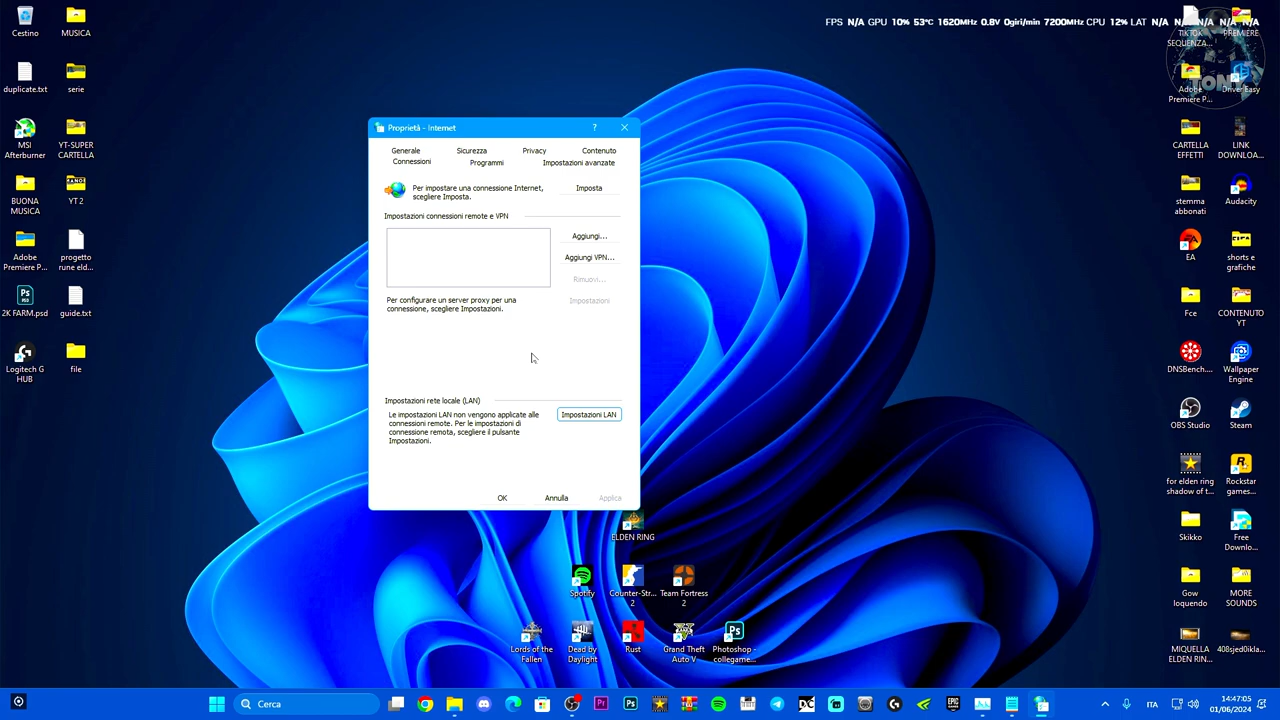 FPS N/A GPU 10% 53°C 1620MHz 0.8V 0giri/min 7200MHz CPU 12% LAT N/A N/A N/A N/A N/A
Cestino
MUSICA
duplicate.txt
serie
MSI
Afterburner
YT-SUPER
CARTELLA
BUONA
MUSICA
YT 2
Adobe
Premiere P...
progetto
rune eld...
2K FARM.psd
guide.txt
Logitech G
HUB
file
Proprietà - Internet
Generale
Sicurezza
Privacy
Contenuto
Connessioni
Programmi
Impostazioni avanzate
Per impostare una connessione Internet,
scegliere Imposta.
Imposta
Impostazioni connessioni remote e VPN
Aggiungi...
Aggiungi VPN...
Rimuovi...
Impostazioni
Per configurare un server proxy per una
connessione, scegliere Impostazioni.
Impostazioni rete locale (LAN)
Le impostazioni LAN non vengono applicate alle
connessioni remote. Per le impostazioni di
connessione remota, scegliere il pulsante
Impostazioni.
Impostazioni LAN
OK
Annulla
Applica
ELDEN RING
Spotify
Counter-Str...
2
Team Fortress
2
Lords of the
Fallen
Dead by
Daylight
Rust
Grand Theft
Auto V
Photoshop -
collegame...
TIKTOK
SEQUENZA...
PREMIERE
Adobe
Premiere P...
Driver Easy
TONY
CARTELLA
EFFETTI
LINK
DOWNLOA...
stemma
abbonati
Audacity
EA
shorts e
grafiche
Fce
CONTENUTO
YT
DNSBench...
Wallpaper
Engine
OBS Studio
Steam
for elden ring
shadow of t...
Rockstar
games...
Skikko
Free
Downlo...
Gow
loquendo
MORE
SOUNDS
MIQUELLA
ELDEN RIN...
408sjed0ikla...
Cerca
ITA
14:47:05
01/06/2024